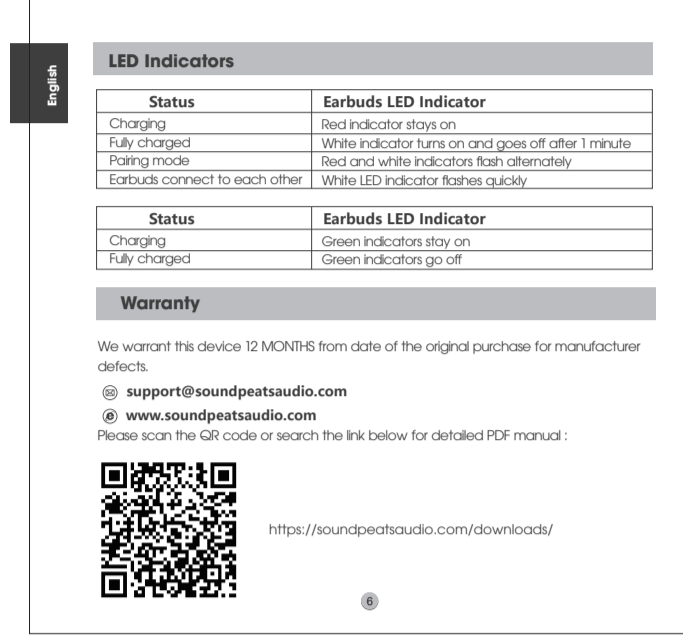 English
LED Indicators
Status Earbuds LED Indicator
Charging Red indicator stays on
Fully charged White indicator turns on and goes off after 1 minute
Pairing mode Red and white indicators flash alternately
Earbuds connect to each other White LED indicator flashes quickly
Status Earbuds LED Indicator
Charging Green indicators stay on
Fully charged Green indicators go off
Warranty
We warrant this device 12 MONTHS from date of the original purchase for manufacturer
defects.
support@soundpeatsaudio.com
www.soundpeatsaudio.com
Please scan the QR code or search the link below for detailed PDF manual :
https://soundpeatsaudio.com/downloads/
6